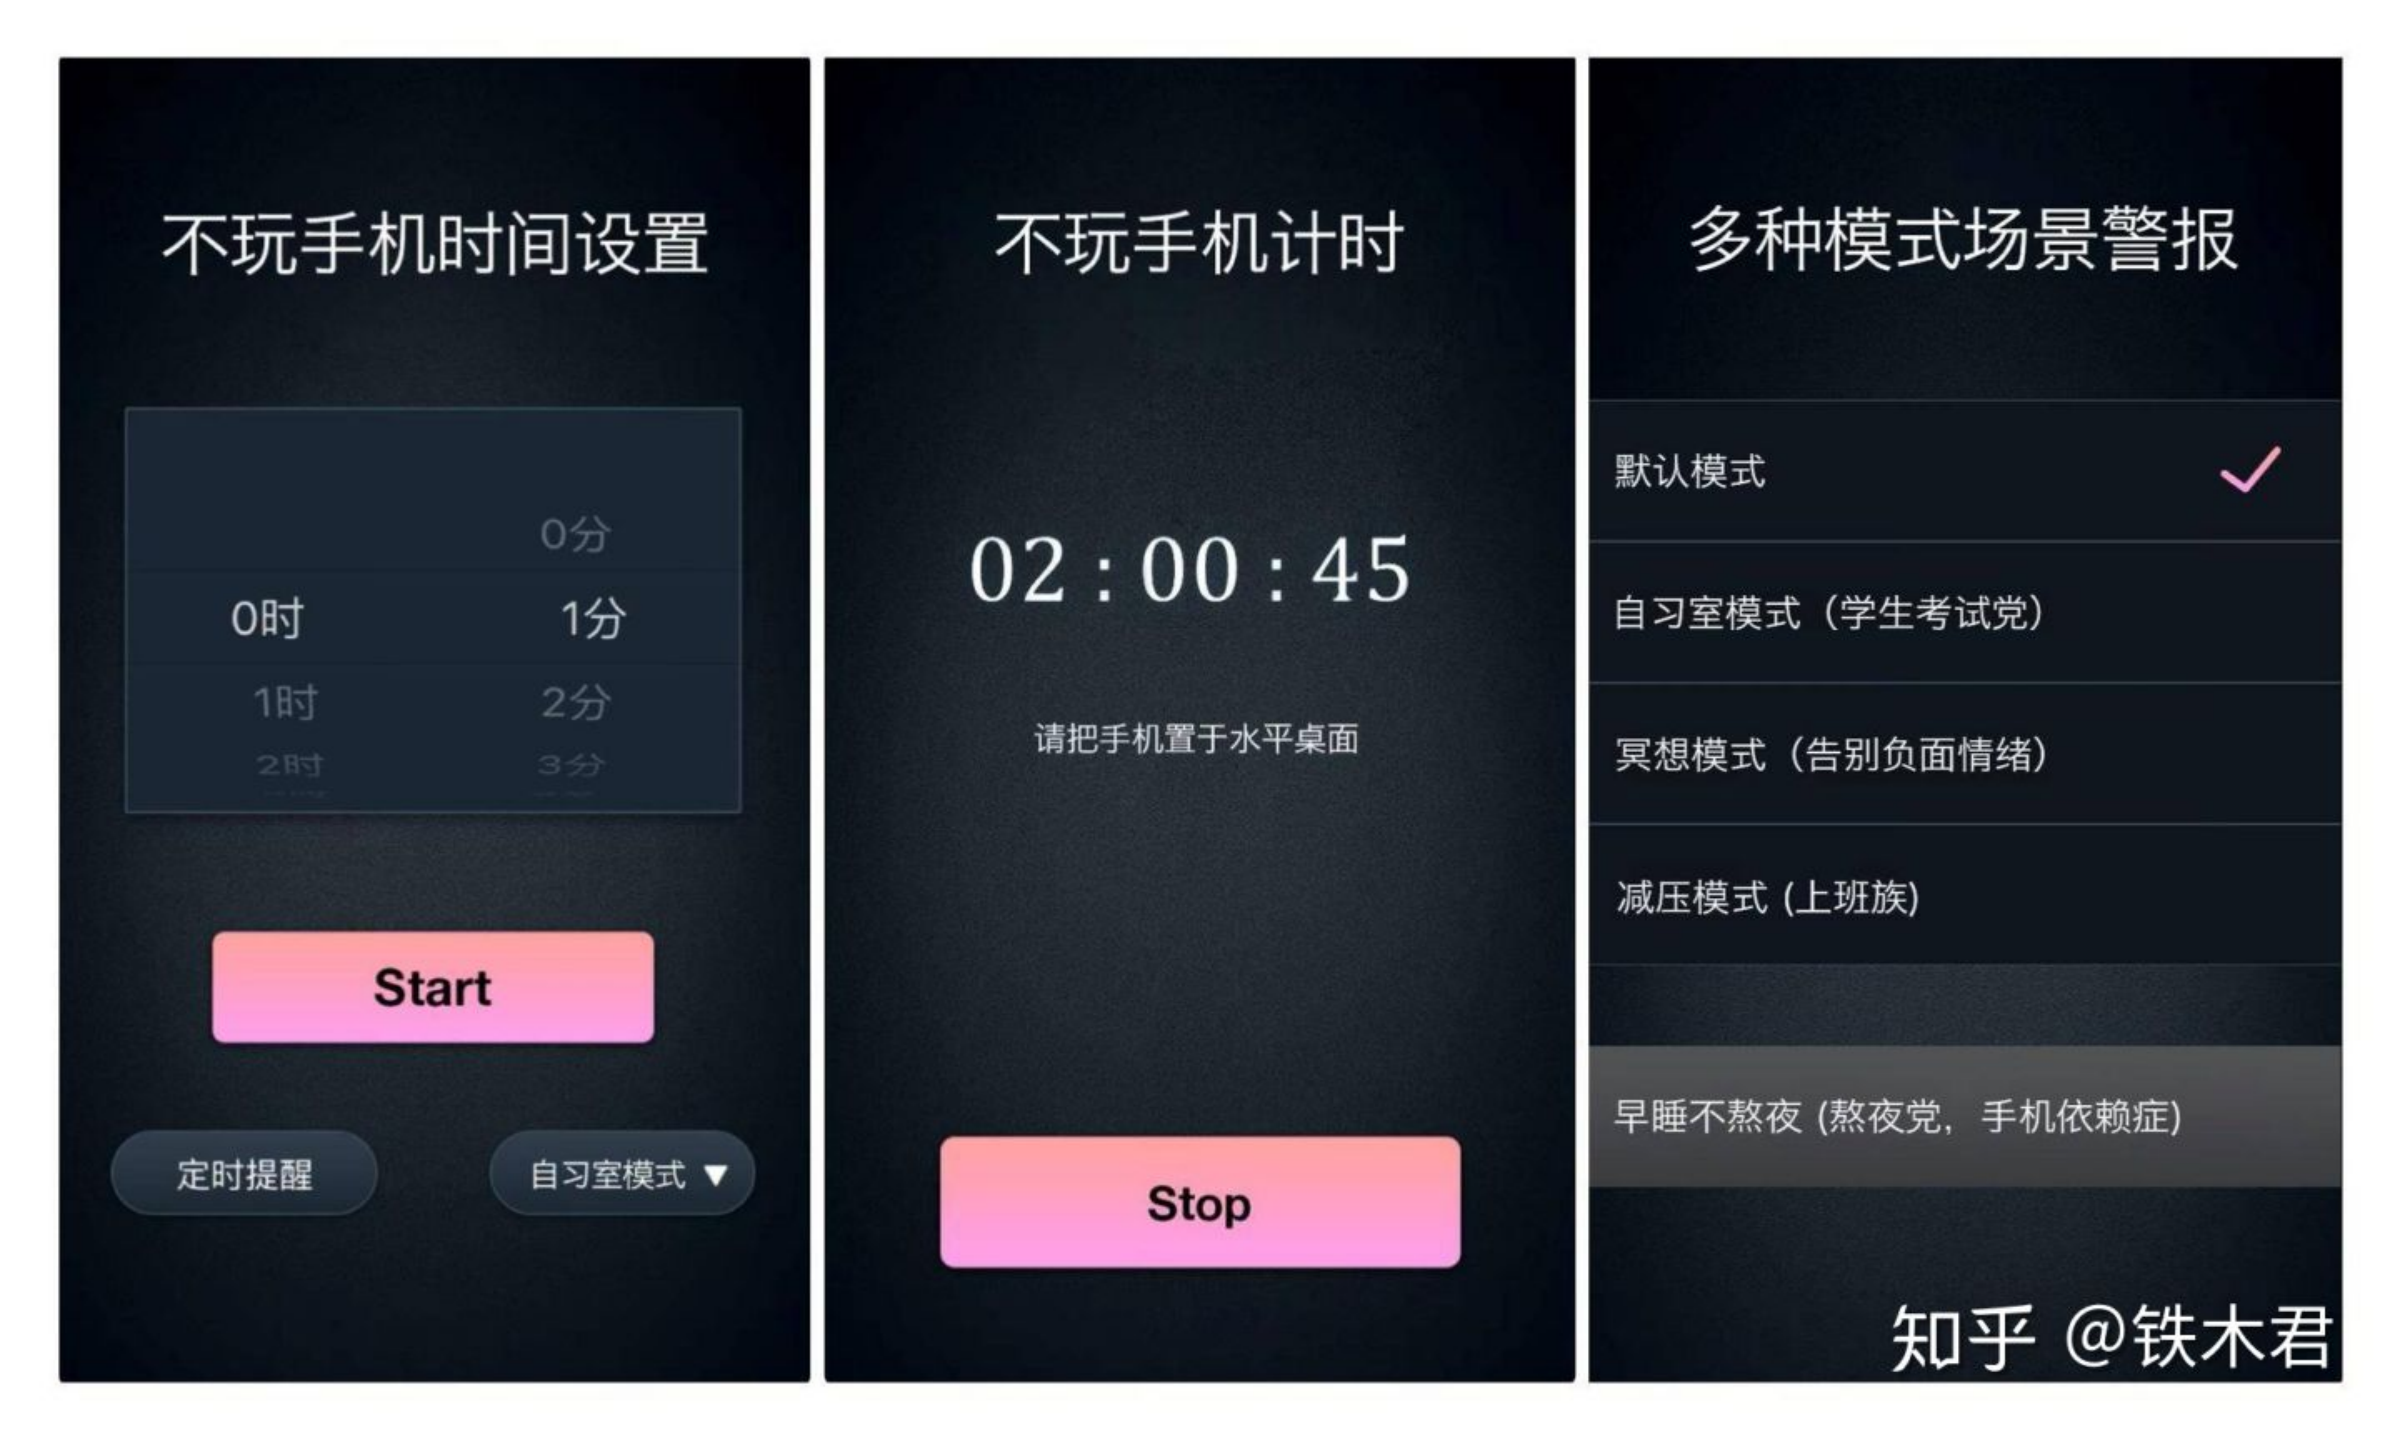 不玩手机时间设置
0分
0时 1分
1时 2分
2时 3分
Start
定时提醒 自习室模式 ▼
不玩手机计时
02 : 00 : 45
请把手机置于水平桌面
Stop
多种模式场景警报
默认模式
自习室模式（学生考试党）
冥想模式（告别负面情绪）
减压模式 (上班族)
早睡不熬夜 (熬夜党，手机依赖症)
知乎 @铁木君